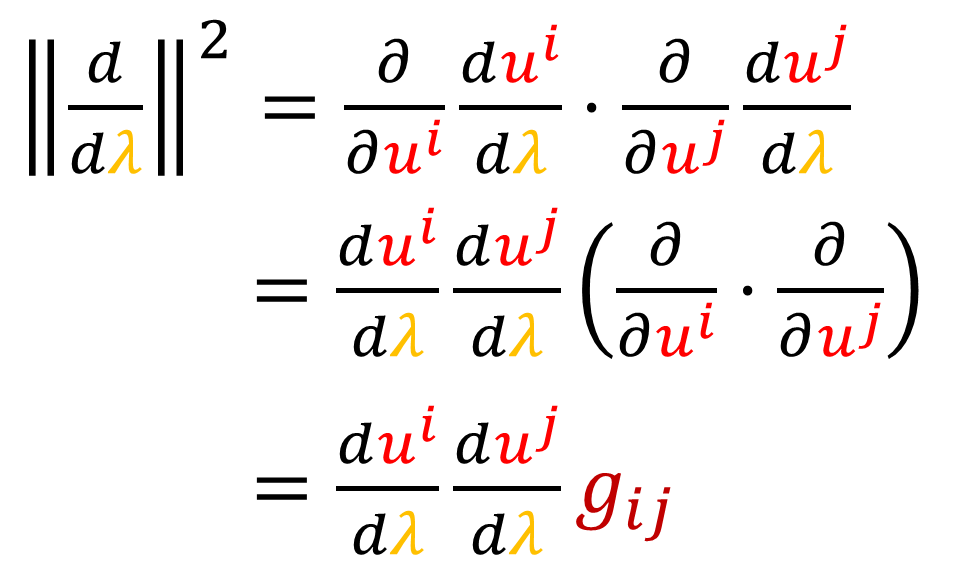 ‖d/dλ‖² = ∂/∂uⁱ duⁱ/dλ · ∂/∂uʲ duʲ/dλ
= duⁱ/dλ duʲ/dλ (∂/∂uⁱ · ∂/∂uʲ)
= duⁱ/dλ duʲ/dλ gᵢⱼ